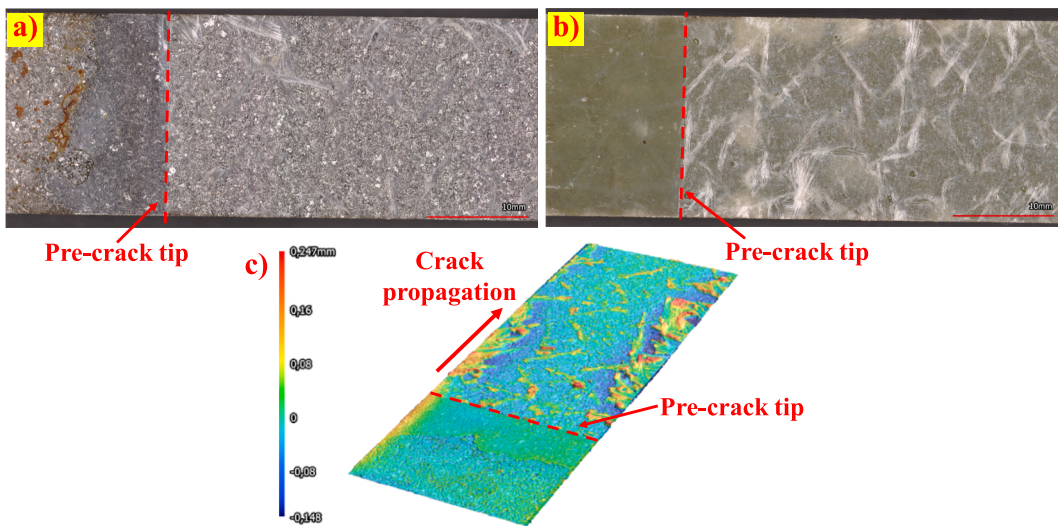 a)
b)
10mm
10mm
Pre-crack tip
Pre-crack tip
c)
0,247mm
0,16
0,08
0
-0,08
-0,148
Crack
propagation
Pre-crack tip